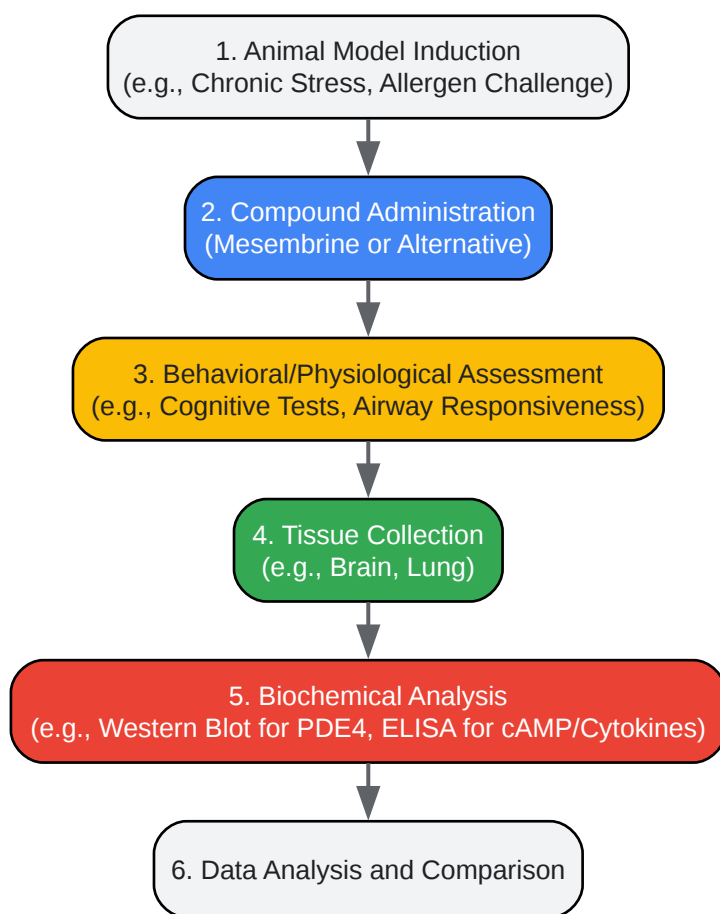 1. Animal Model Induction
(e.g., Chronic Stress, Allergen Challenge)
2. Compound Administration
(Mesembrine or Alternative)
3. Behavioral/Physiological Assessment
(e.g., Cognitive Tests, Airway Responsiveness)
4. Tissue Collection
(e.g., Brain, Lung)
5. Biochemical Analysis
(e.g., Western Blot for PDE4, ELISA for cAMP/Cytokines)
6. Data Analysis and Comparison